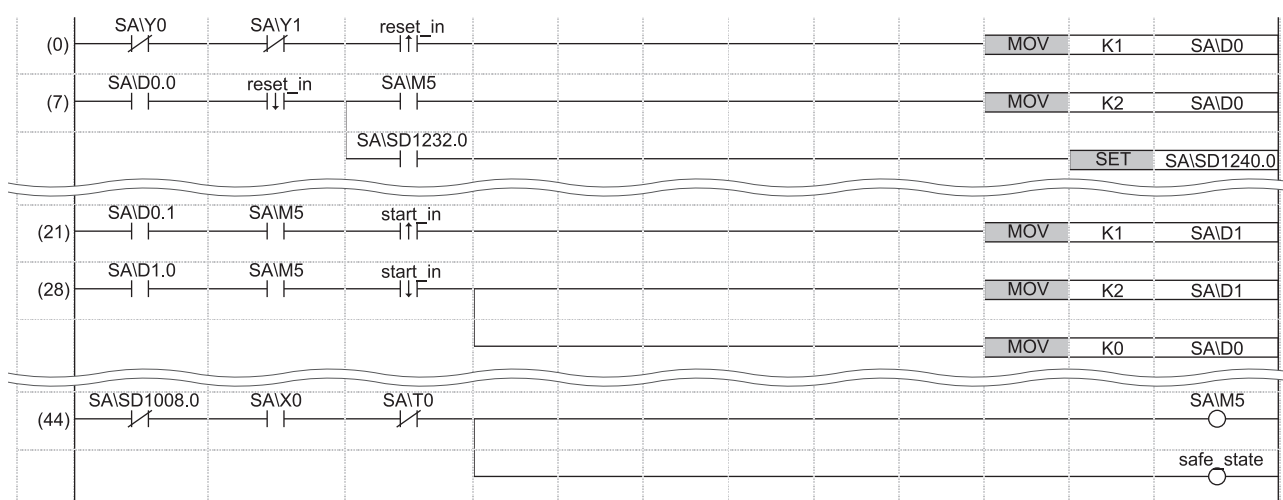 SA\Y0 SA\Y1 reset_in
(0) MOV K1 SA\D0
SA\D0.0 reset_in SA\M5
(7) MOV K2 SA\D0
SA\SD1232.0
SET SA\SD1240.0
SA\D0.1 SA\M5 start_in
(21) MOV K1 SA\D1
SA\D1.0 SA\M5 start_in
(28) MOV K2 SA\D1
MOV K0 SA\D0
SA\SD1008.0 SA\X0 SA\T0 SA\M5
(44)
safe_state